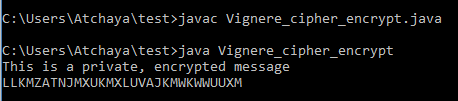 C:\Users\Atchaya\test>javac Vignere_cipher_encrypt.java
C:\Users\Atchaya\test>java Vignere_cipher_encrypt
This is a private, encrypted message
LLKMZATNJMXUKMXLUVAJKMWKWWUUXM